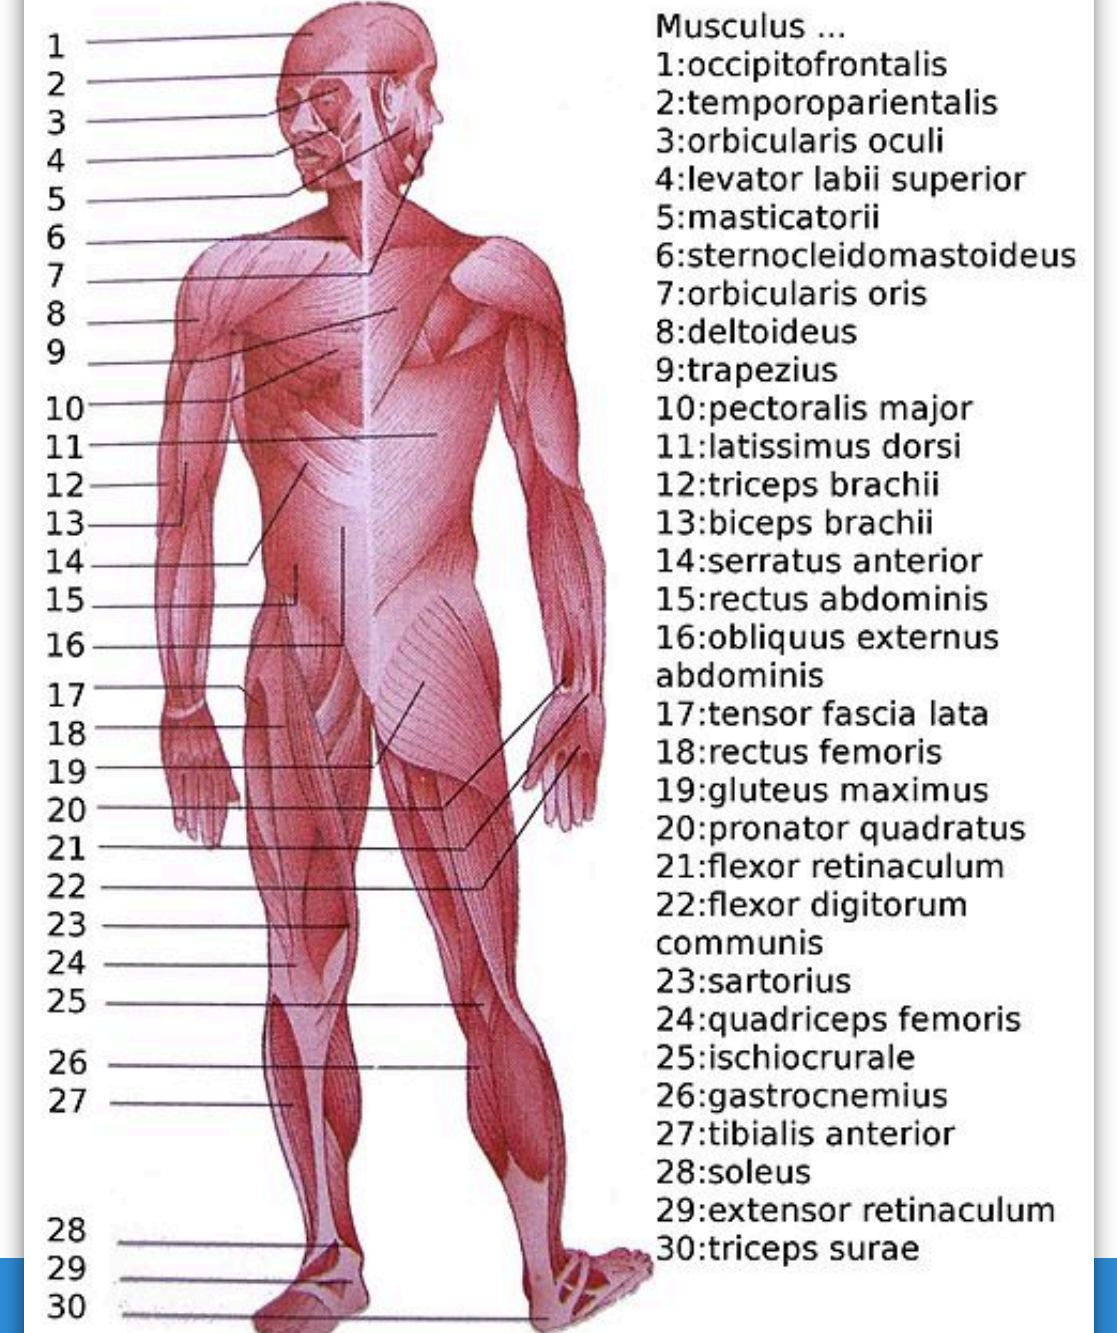 1
2
3
4
5
6
7
8
9
10
11
12
13
14
15
16
17
18
19
20
21
22
23
24
25
26
27
28
29
30
Musculus ...
1:occipitofrontalis
2:temporoparientalis
3:orbicularis oculi
4:levator labii superior
5:masticatorii
6:sternocleidomastoideus
7:orbicularis oris
8:deltoideus
9:trapezius
10:pectoralis major
11:latissimus dorsi
12:triceps brachii
13:biceps brachii
14:serratus anterior
15:rectus abdominis
16:obliquus externus
abdominis
17:tensor fascia lata
18:rectus femoris
19:gluteus maximus
20:pronator quadratus
21:flexor retinaculum
22:flexor digitorum
communis
23:sartorius
24:quadriceps femoris
25:ischiocrurale
26:gastrocnemius
27:tibialis anterior
28:soleus
29:extensor retinaculum
30:triceps surae